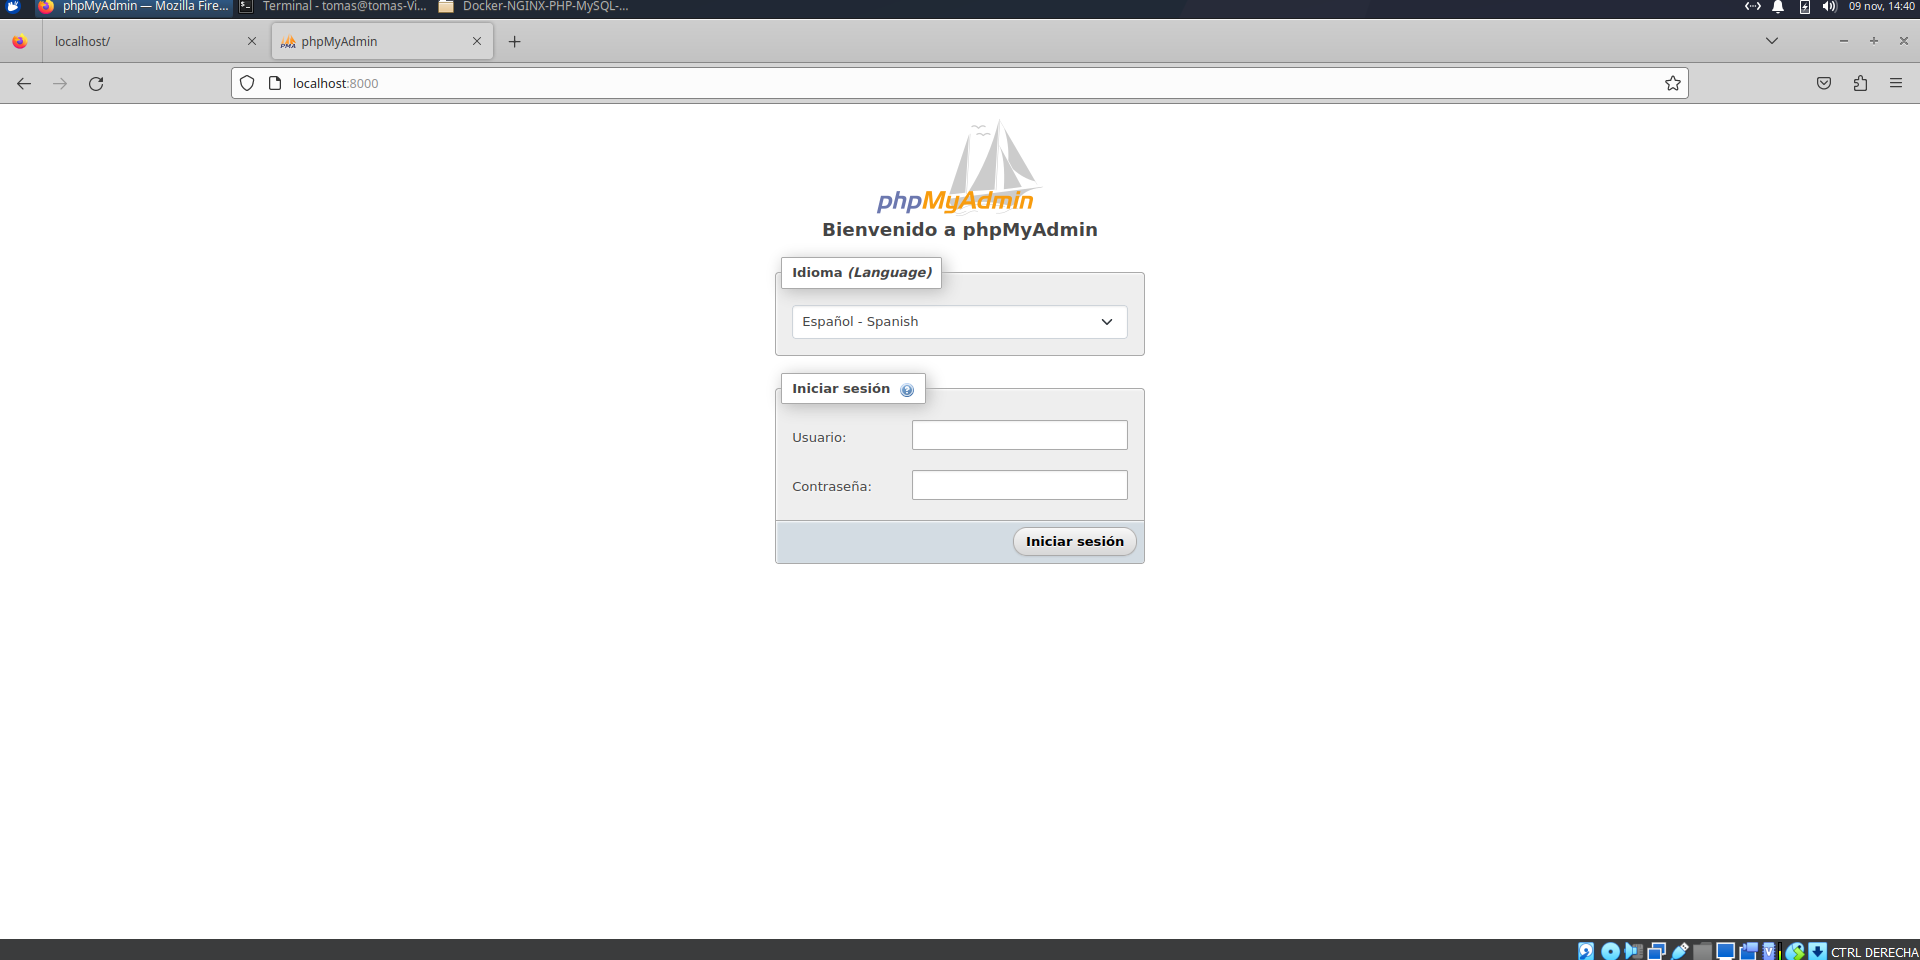 phpMyAdmin — Mozilla Fire... Terminal - tomas@tomas-Vi... Docker-NGINX-PHP-MySQL-... 09 nov, 14:40
localhost/ phpMyAdmin
localhost:8000
phpMyAdmin
Bienvenido a phpMyAdmin
Idioma (Language)
Español - Spanish
Iniciar sesión
Usuario:
Contraseña:
Iniciar sesión
CTRL DERECHA